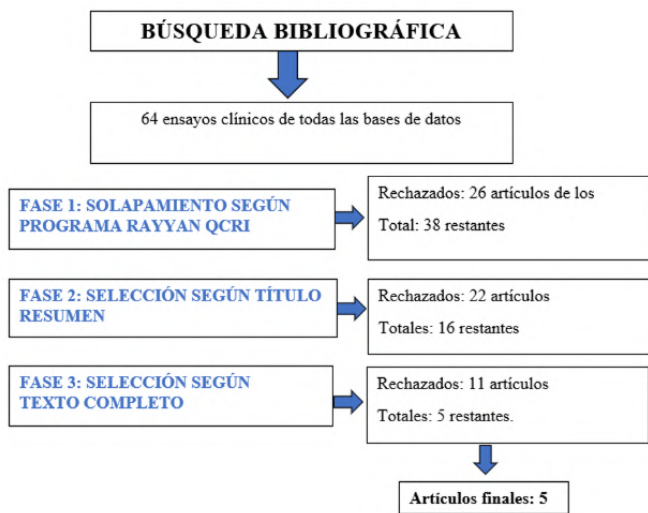 BÚSQUEDA BIBLIOGRÁFICA
64 ensayos clínicos de todas las bases de datos
FASE 1: SOLAPAMIENTO SEGÚN
PROGRAMA RAYYAN QCRI
Rechazados: 26 artículos de los
Total: 38 restantes
FASE 2: SELECCIÓN SEGÚN TÍTULO
RESUMEN
Rechazados: 22 artículos
Totales: 16 restantes
FASE 3: SELECCIÓN SEGÚN
TEXTO COMPLETO
Rechazados: 11 artículos
Totales: 5 restantes.
Artículos finales: 5